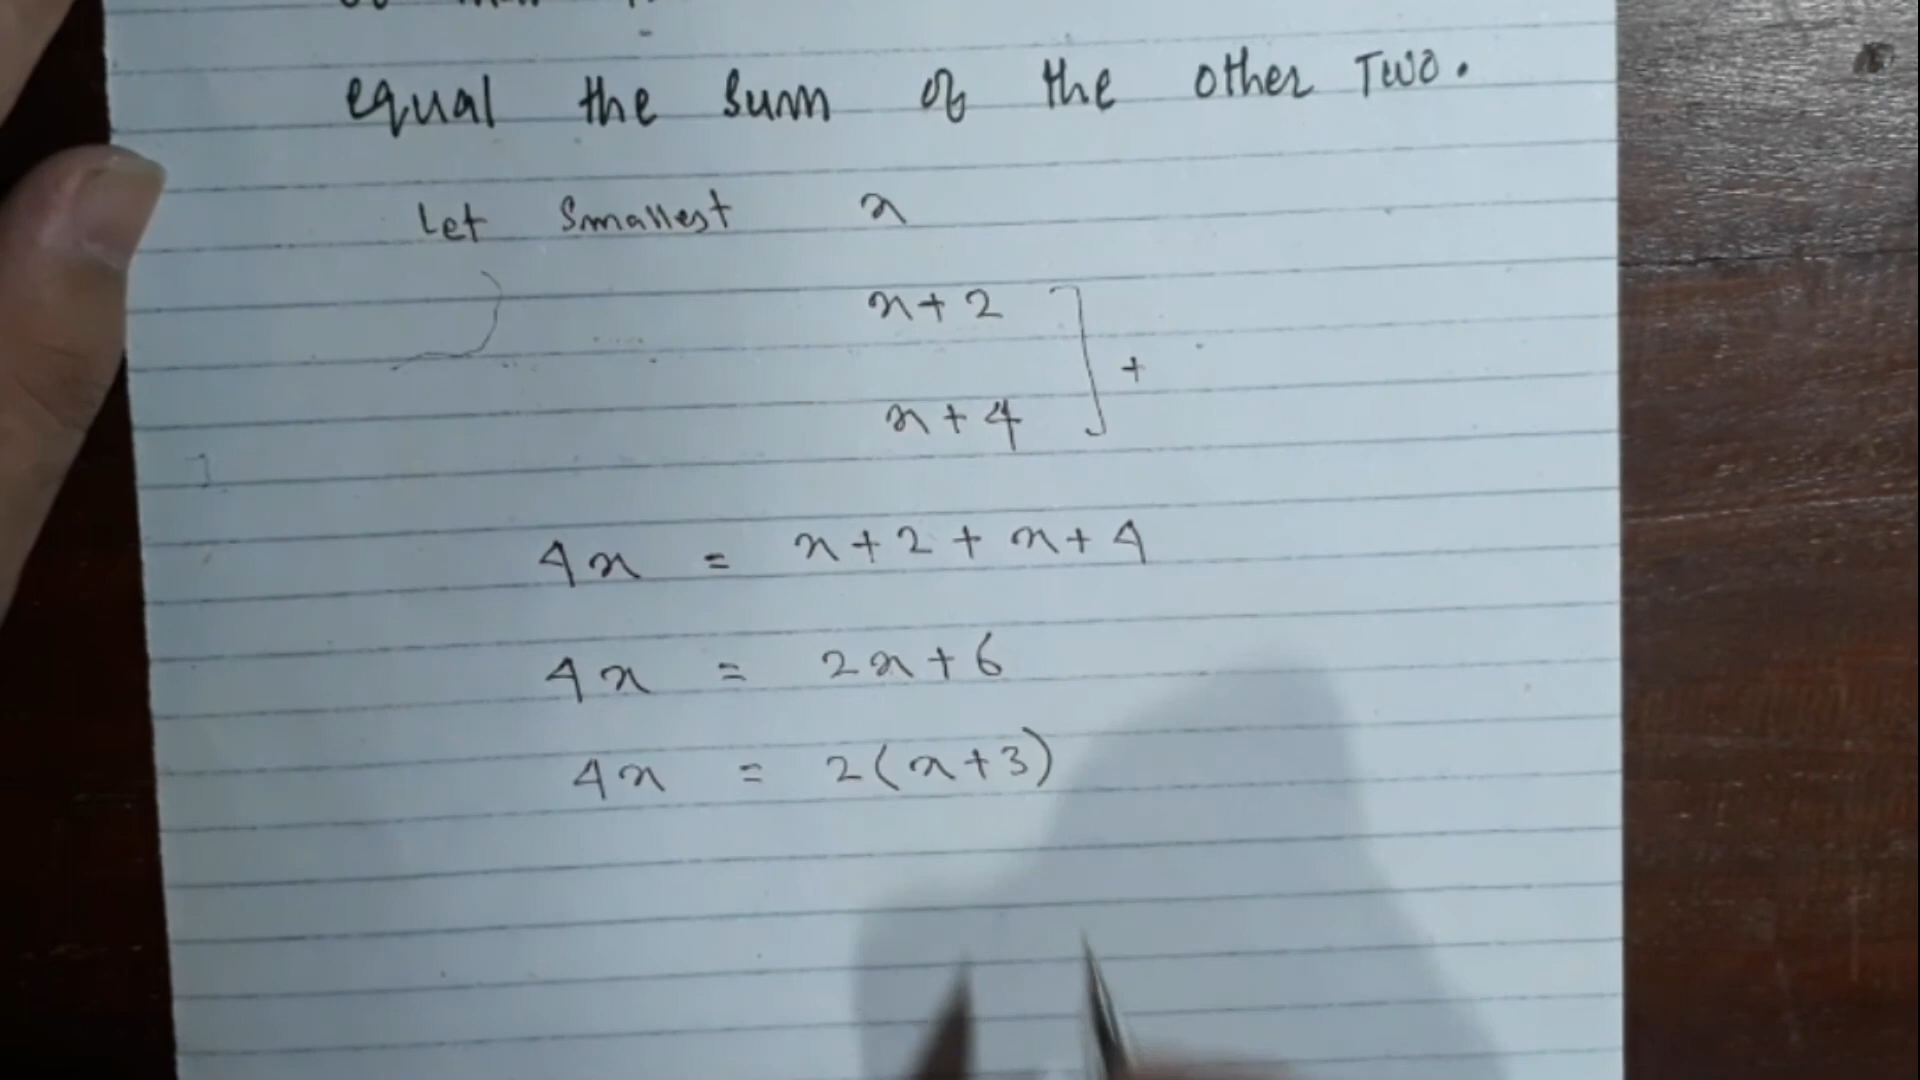 equal the sum of the other Two.
Let smallest x
x+2
+
x+4
4x = x+2+x+4
4x = 2x+6
4x = 2(x+3)